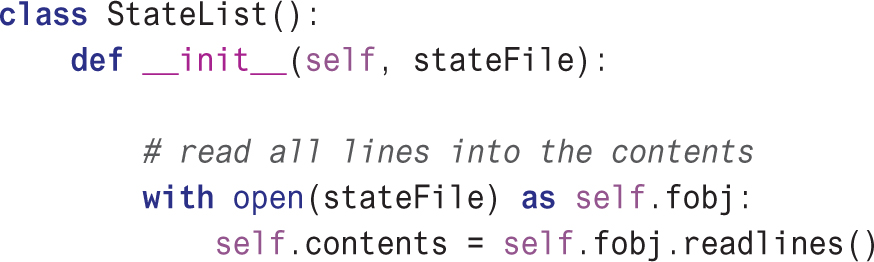 class StateList():
    def __init__(self, stateFile):

        # read all lines into the contents
        with open(stateFile) as self.fobj:
            self.contents = self.fobj.readlines()